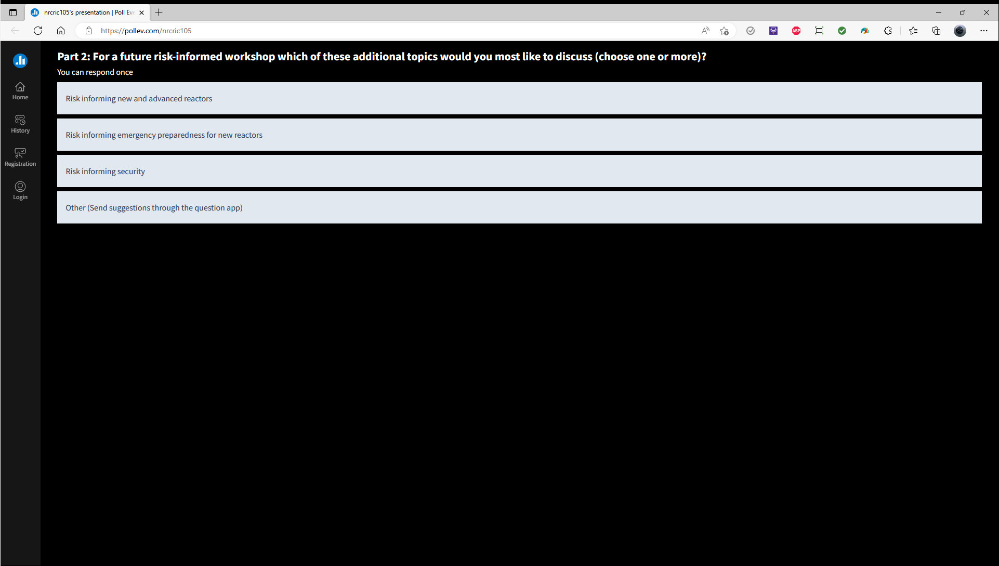 nrcric105's presentation | Poll Eve
https://pollev.com/nrcric105
ABP
Part 2: For a future risk-informed workshop which of these additional topics would you most like to discuss (choose one or more)?
You can respond once
Home
History
Registration
Login
Risk informing new and advanced reactors
Risk informing emergency preparedness for new reactors
Risk informing security
Other (Send suggestions through the question app)